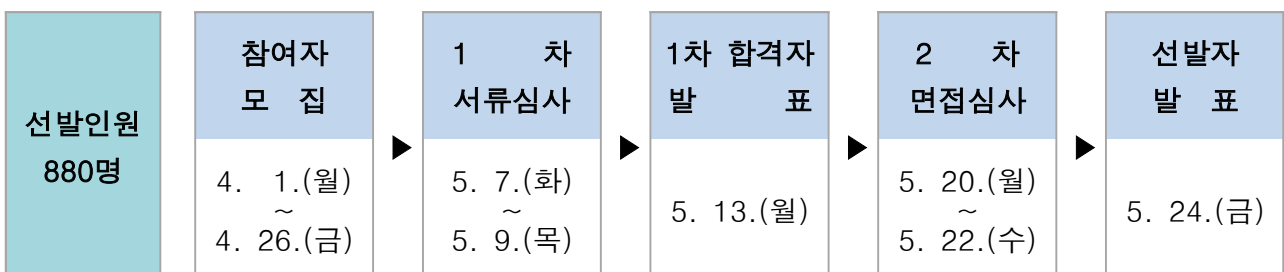 선발인원
880명
참여자
모 집
4. 1.(월)
~
4. 26.(금)
▶
1 차
서류심사
5. 7.(화)
~
5. 9.(목)
▶
1차 합격자
발 표
5. 13.(월)
▶
2 차
면접심사
5. 20.(월)
~
5. 22.(수)
▶
선발자
발 표
5. 24.(금)